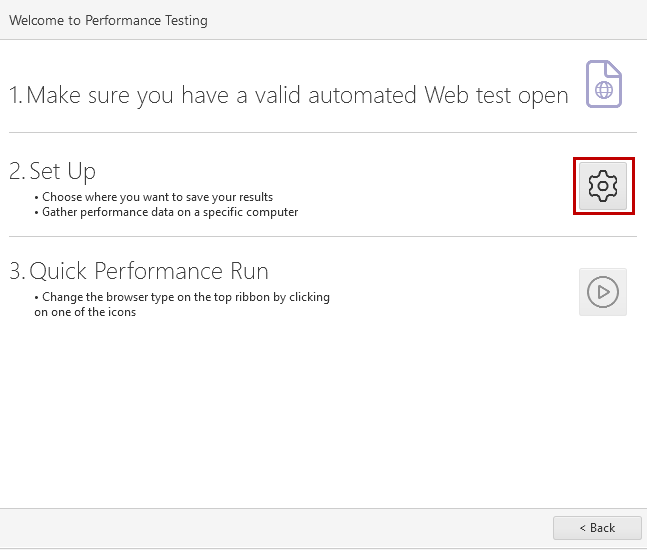 Welcome to Performance Testing
1. Make sure you have a valid automated Web test open
2. Set Up
• Choose where you want to save your results
• Gather performance data on a specific computer
3. Quick Performance Run
• Change the browser type on the top ribbon by clicking
on one of the icons
< Back